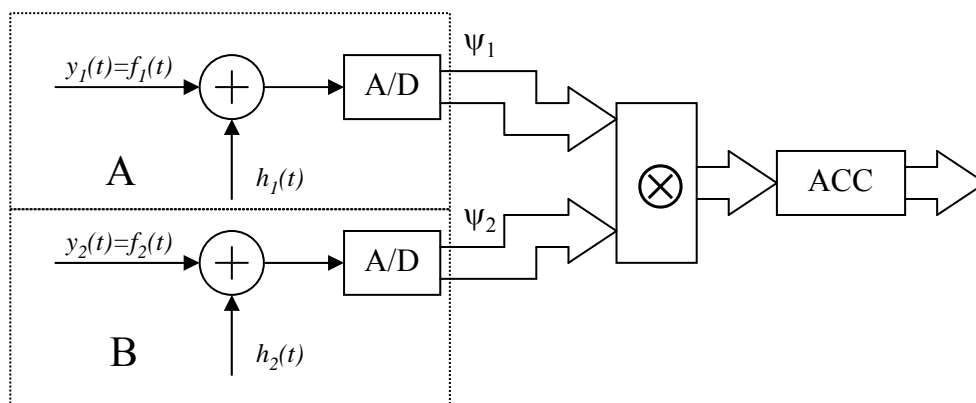 y₁(t)=f₁(t)
A/D
ψ₁
A
h₁(t)
ACC
y₂(t)=f₂(t)
A/D
ψ₂
B
h₂(t)